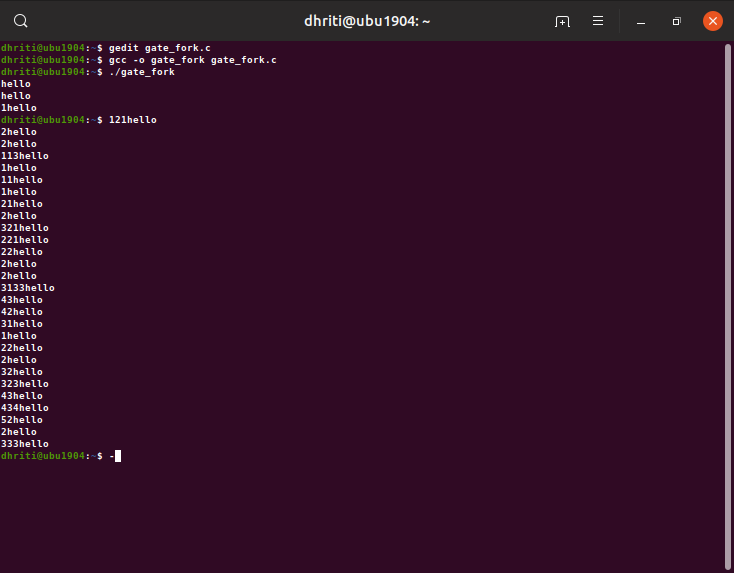 dhriti@ubu1904: ~
dhriti@ubu1904:~$ gedit gate_fork.c
dhriti@ubu1904:~$ gcc -o gate_fork gate_fork.c
dhriti@ubu1904:~$ ./gate_fork
hello
hello
1hello
dhriti@ubu1904:~$ 121hello
2hello
2hello
113hello
1hello
11hello
1hello
21hello
2hello
321hello
221hello
22hello
2hello
2hello
3133hello
43hello
42hello
31hello
1hello
22hello
2hello
32hello
323hello
43hello
434hello
52hello
2hello
333hello
dhriti@ubu1904:~$ -